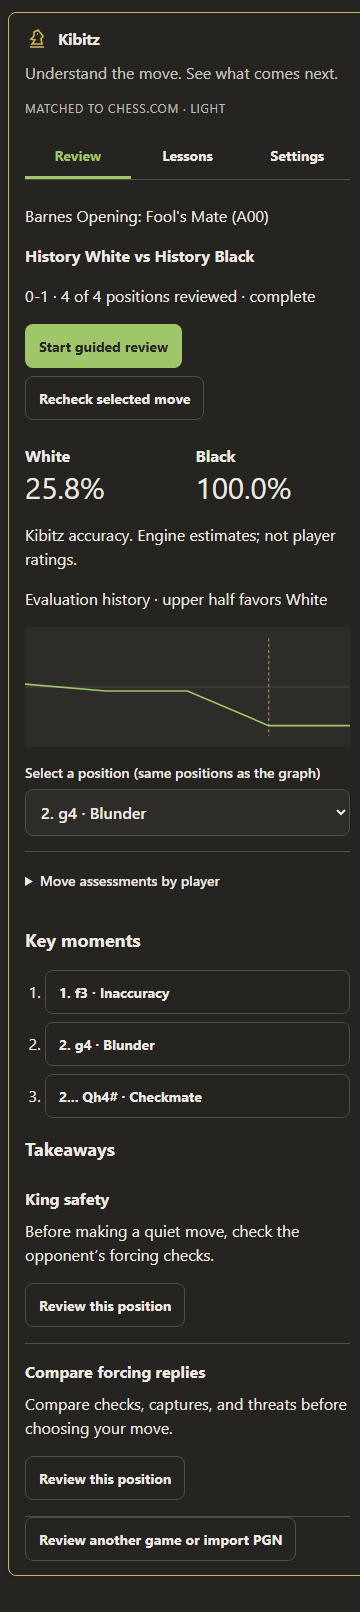 Kibitz
Understand the move. See what comes next.
MATCHED TO CHESS.COM · LIGHT
Review Lessons Settings
Barnes Opening: Fool's Mate (A00)
History White vs History Black
0-1 · 4 of 4 positions reviewed · complete
Start guided review
Recheck selected move
White Black
25.8% 100.0%
Kibitz accuracy. Engine estimates; not player
ratings.
Evaluation history · upper half favors White
Select a position (same positions as the graph)
2. g4 · Blunder
Move assessments by player
Key moments
1. 1. f3 · Inaccuracy
2. 2. g4 · Blunder
3. 2... Qh4# · Checkmate
Takeaways
King safety
Before making a quiet move, check the
opponent's forcing checks.
Review this position
Compare forcing replies
Compare checks, captures, and threats before
choosing your move.
Review this position
Review another game or import PGN